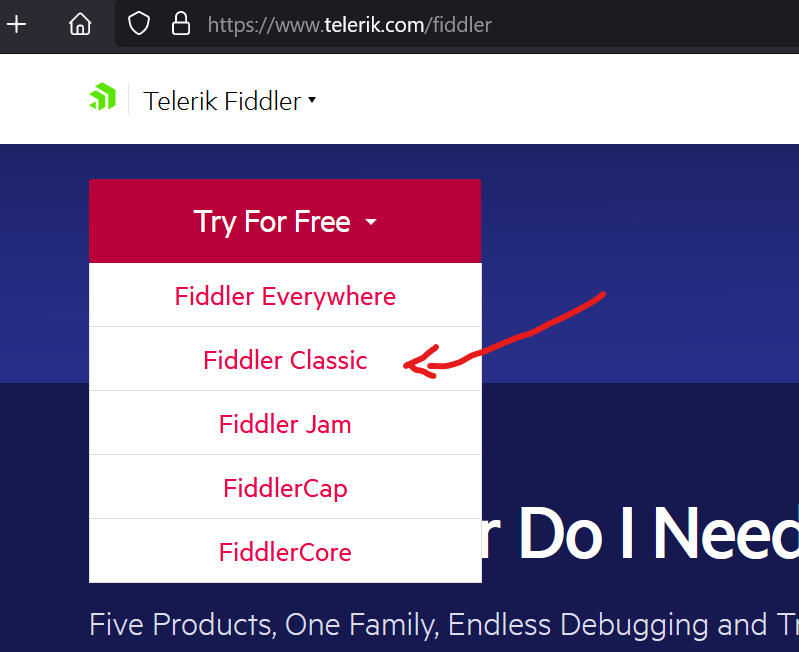 https://www.telerik.com/fiddler
Telerik Fiddler
Try For Free
Fiddler Everywhere
Fiddler Classic
Fiddler Jam
FiddlerCap
FiddlerCore
Do I Need
Five Products, One Family, Endless Debugging and